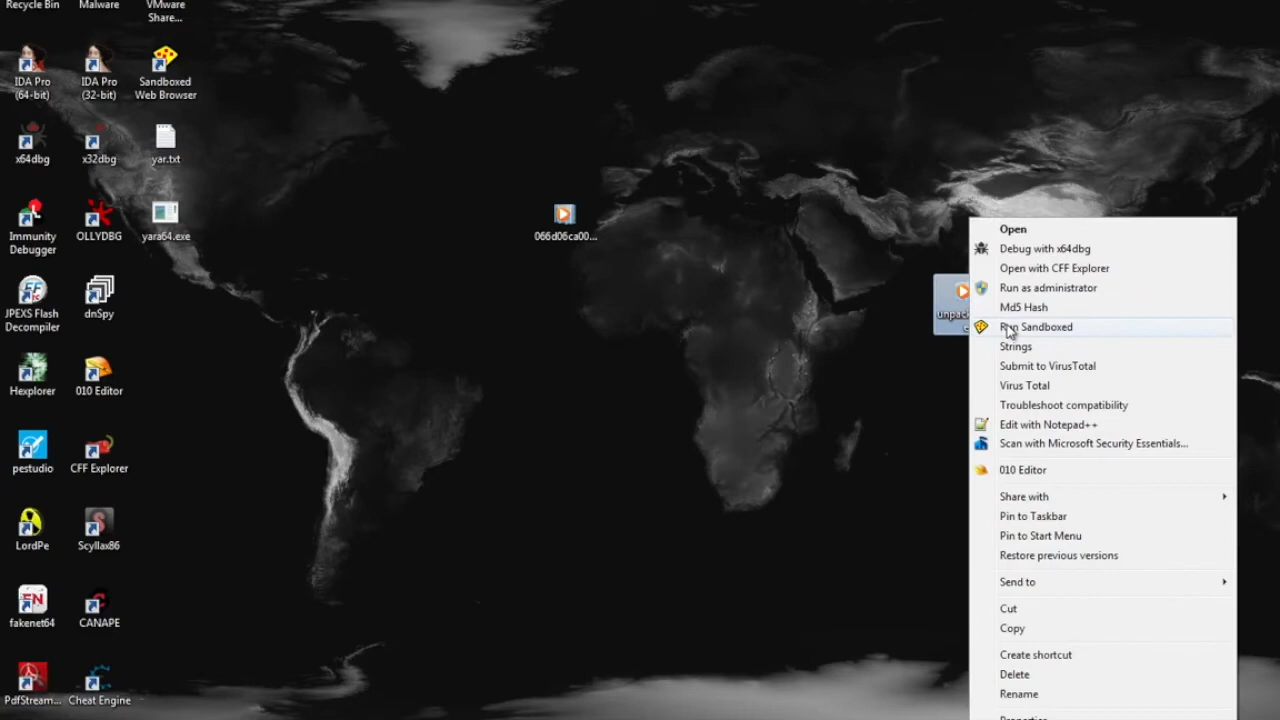 Recycle Bin
Malware
VMware
Share...
IDA Pro
(64-bit)
IDA Pro
(32-bit)
Sandboxed
Web Browser
x64dbg
x32dbg
yar.txt
Immunity
Debugger
OLLYDBG
yara64.exe
066d06ca00...
JPEXS Flash
Decompiler
dnSpy
Hexplorer
010 Editor
pestudio
CFF Explorer
LordPe
Scyllax86
fakenet64
CANAPE
PdfStream...
Cheat Engine
unpack
Open
Debug with x64dbg
Open with CFF Explorer
Run as administrator
Md5 Hash
Run Sandboxed
Strings
Submit to VirusTotal
Virus Total
Troubleshoot compatibility
Edit with Notepad++
Scan with Microsoft Security Essentials...
010 Editor
Share with
Pin to Taskbar
Pin to Start Menu
Restore previous versions
Send to
Cut
Copy
Create shortcut
Delete
Rename
Properties